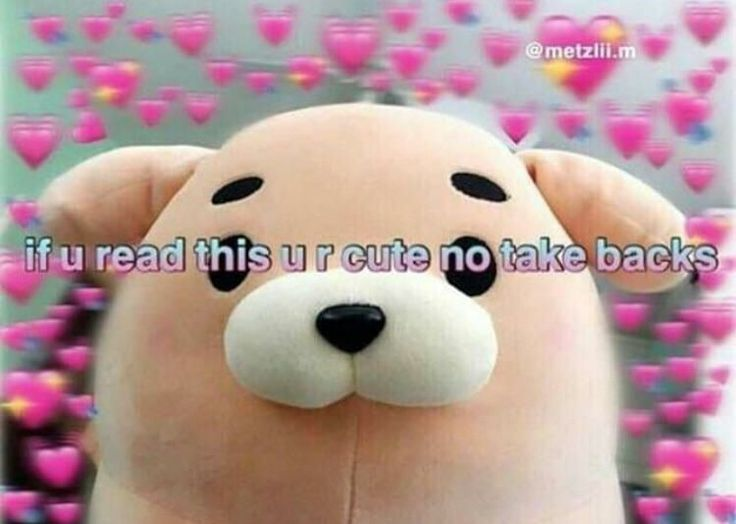 @metzlii.m
if u read this u r cute no take backs